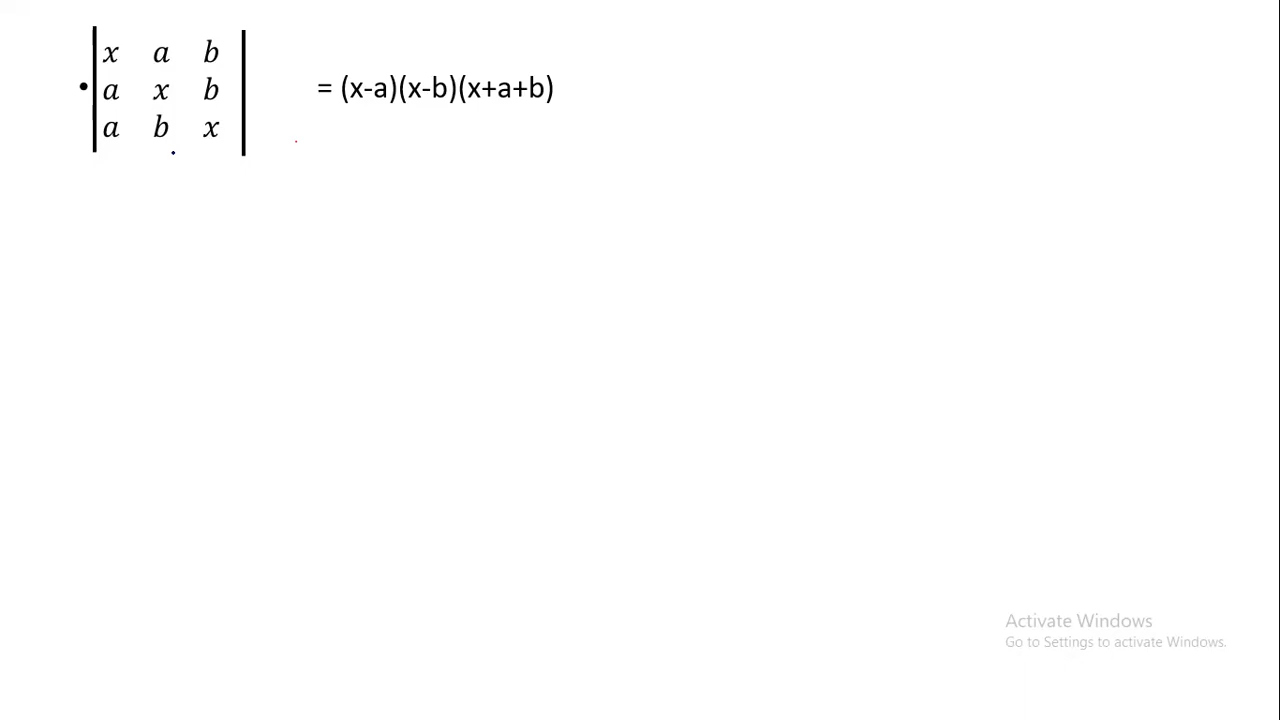 x a b
• a x b = (x-a)(x-b)(x+a+b)
a b x
Activate Windows
Go to Settings to activate Windows.